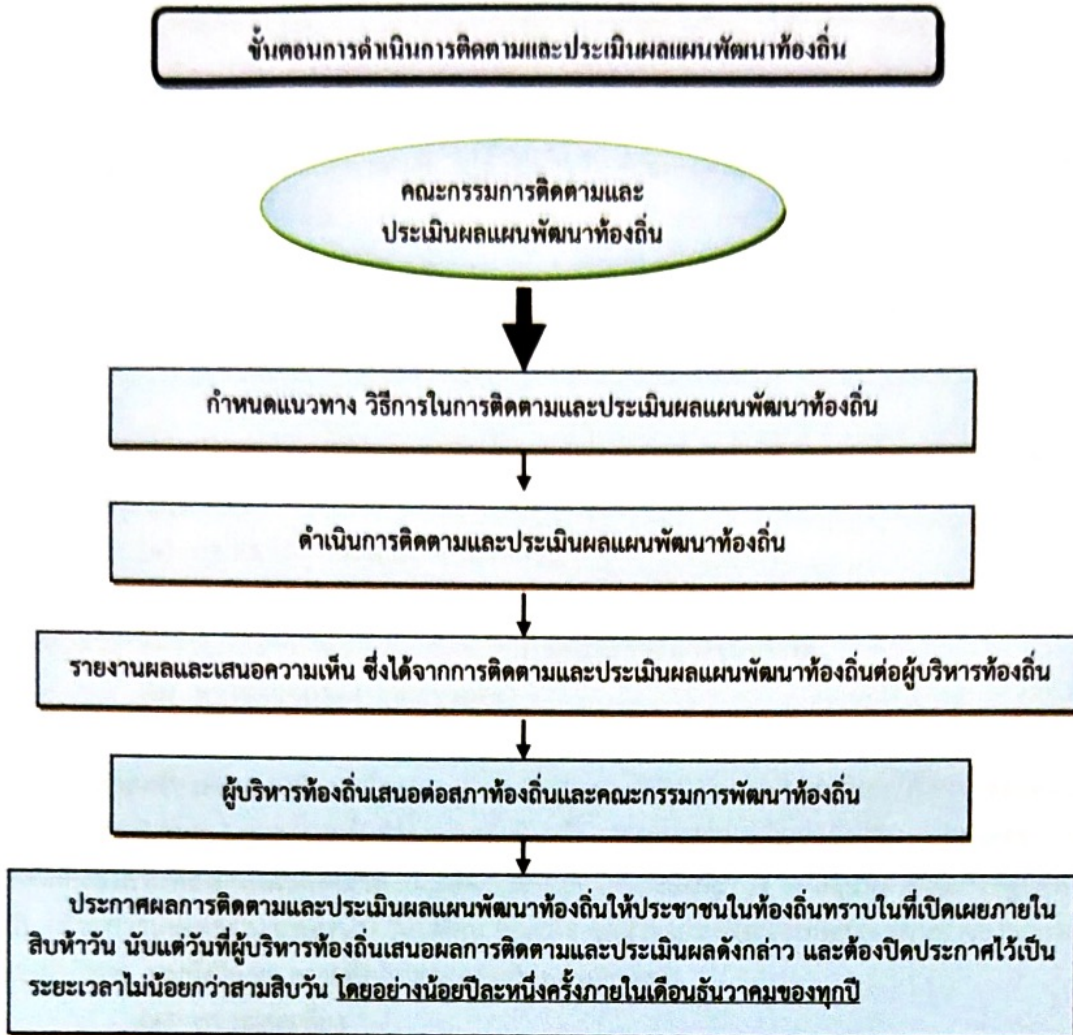 ขั้นตอนการดำเนินการติดตามและประเมินผลแผนพัฒนาท้องถิ่น
คณะกรรมการติดตามและ
ประเมินผลแผนพัฒนาท้องถิ่น
กำหนดแนวทาง วิธีการในการติดตามและประเมินผลแผนพัฒนาท้องถิ่น
ดำเนินการติดตามและประเมินผลแผนพัฒนาท้องถิ่น
รายงานผลและเสนอความเห็น ซึ่งได้จากการติดตามและประเมินผลแผนพัฒนาท้องถิ่นต่อผู้บริหารท้องถิ่น
ผู้บริหารท้องถิ่นเสนอต่อสภาท้องถิ่นและคณะกรรมการพัฒนาท้องถิ่น
ประกาศผลการติดตามและประเมินผลแผนพัฒนาท้องถิ่นให้ประชาชนในท้องถิ่นทราบในที่เปิดเผยภายใน
สิบห้าวัน นับแต่วันที่ผู้บริหารท้องถิ่นเสนอผลการติดตามและประเมินผลดังกล่าว และต้องปิดประกาศไว้เป็น
ระยะเวลาไม่น้อยกว่าสามสิบวัน โดยอย่างน้อยปีละหนึ่งครั้งภายในเดือนธันวาคมของทุกปี